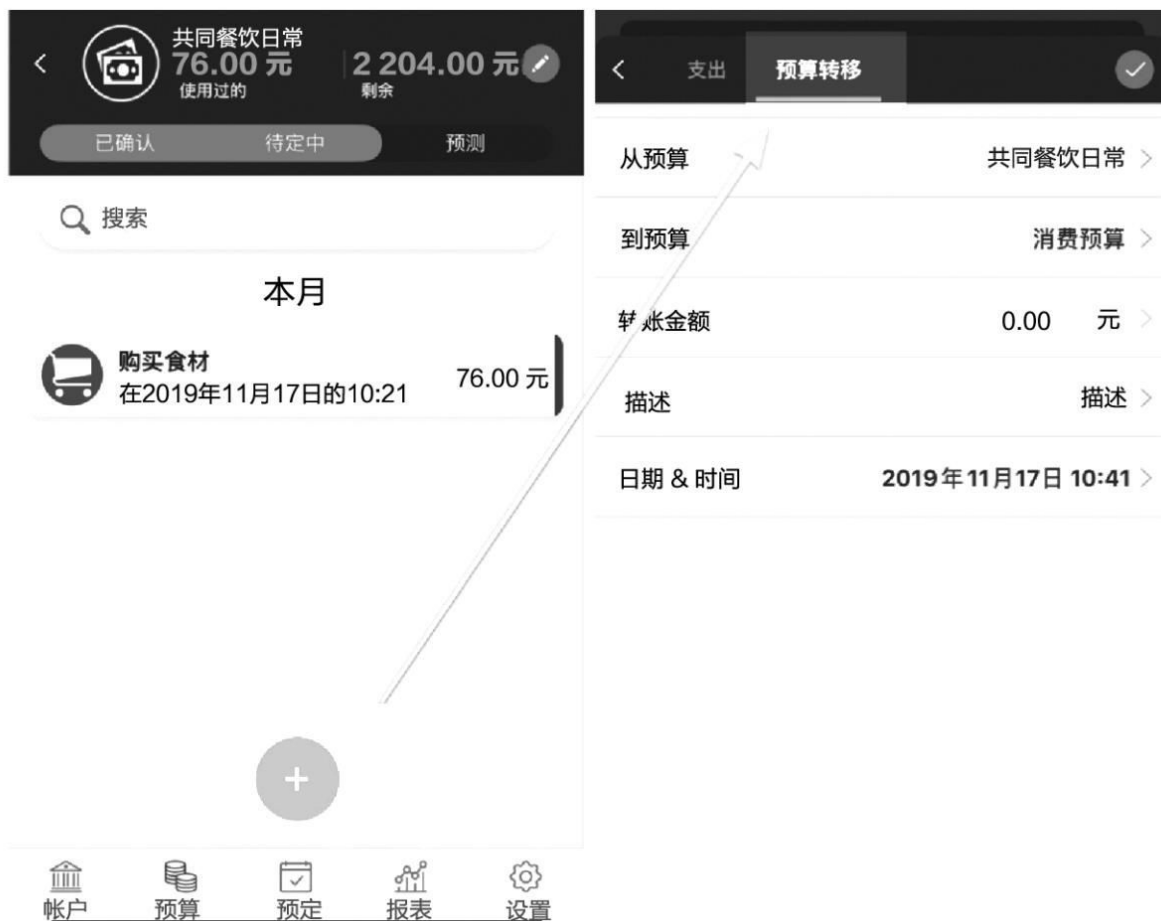 共同餐饮日常
76.00 元
2 204.00 元
使用过的
剩余
已确认
待定中
预测
搜索
本月
购买食材
在2019年11月17日的10:21
76.00 元
+
帐户
预算
预定
报表
设置
支出
预算转移
从预算
共同餐饮日常
到预算
消费预算
转账金额
0.00 元
描述
描述
日期 & 时间
2019年11月17日 10:41